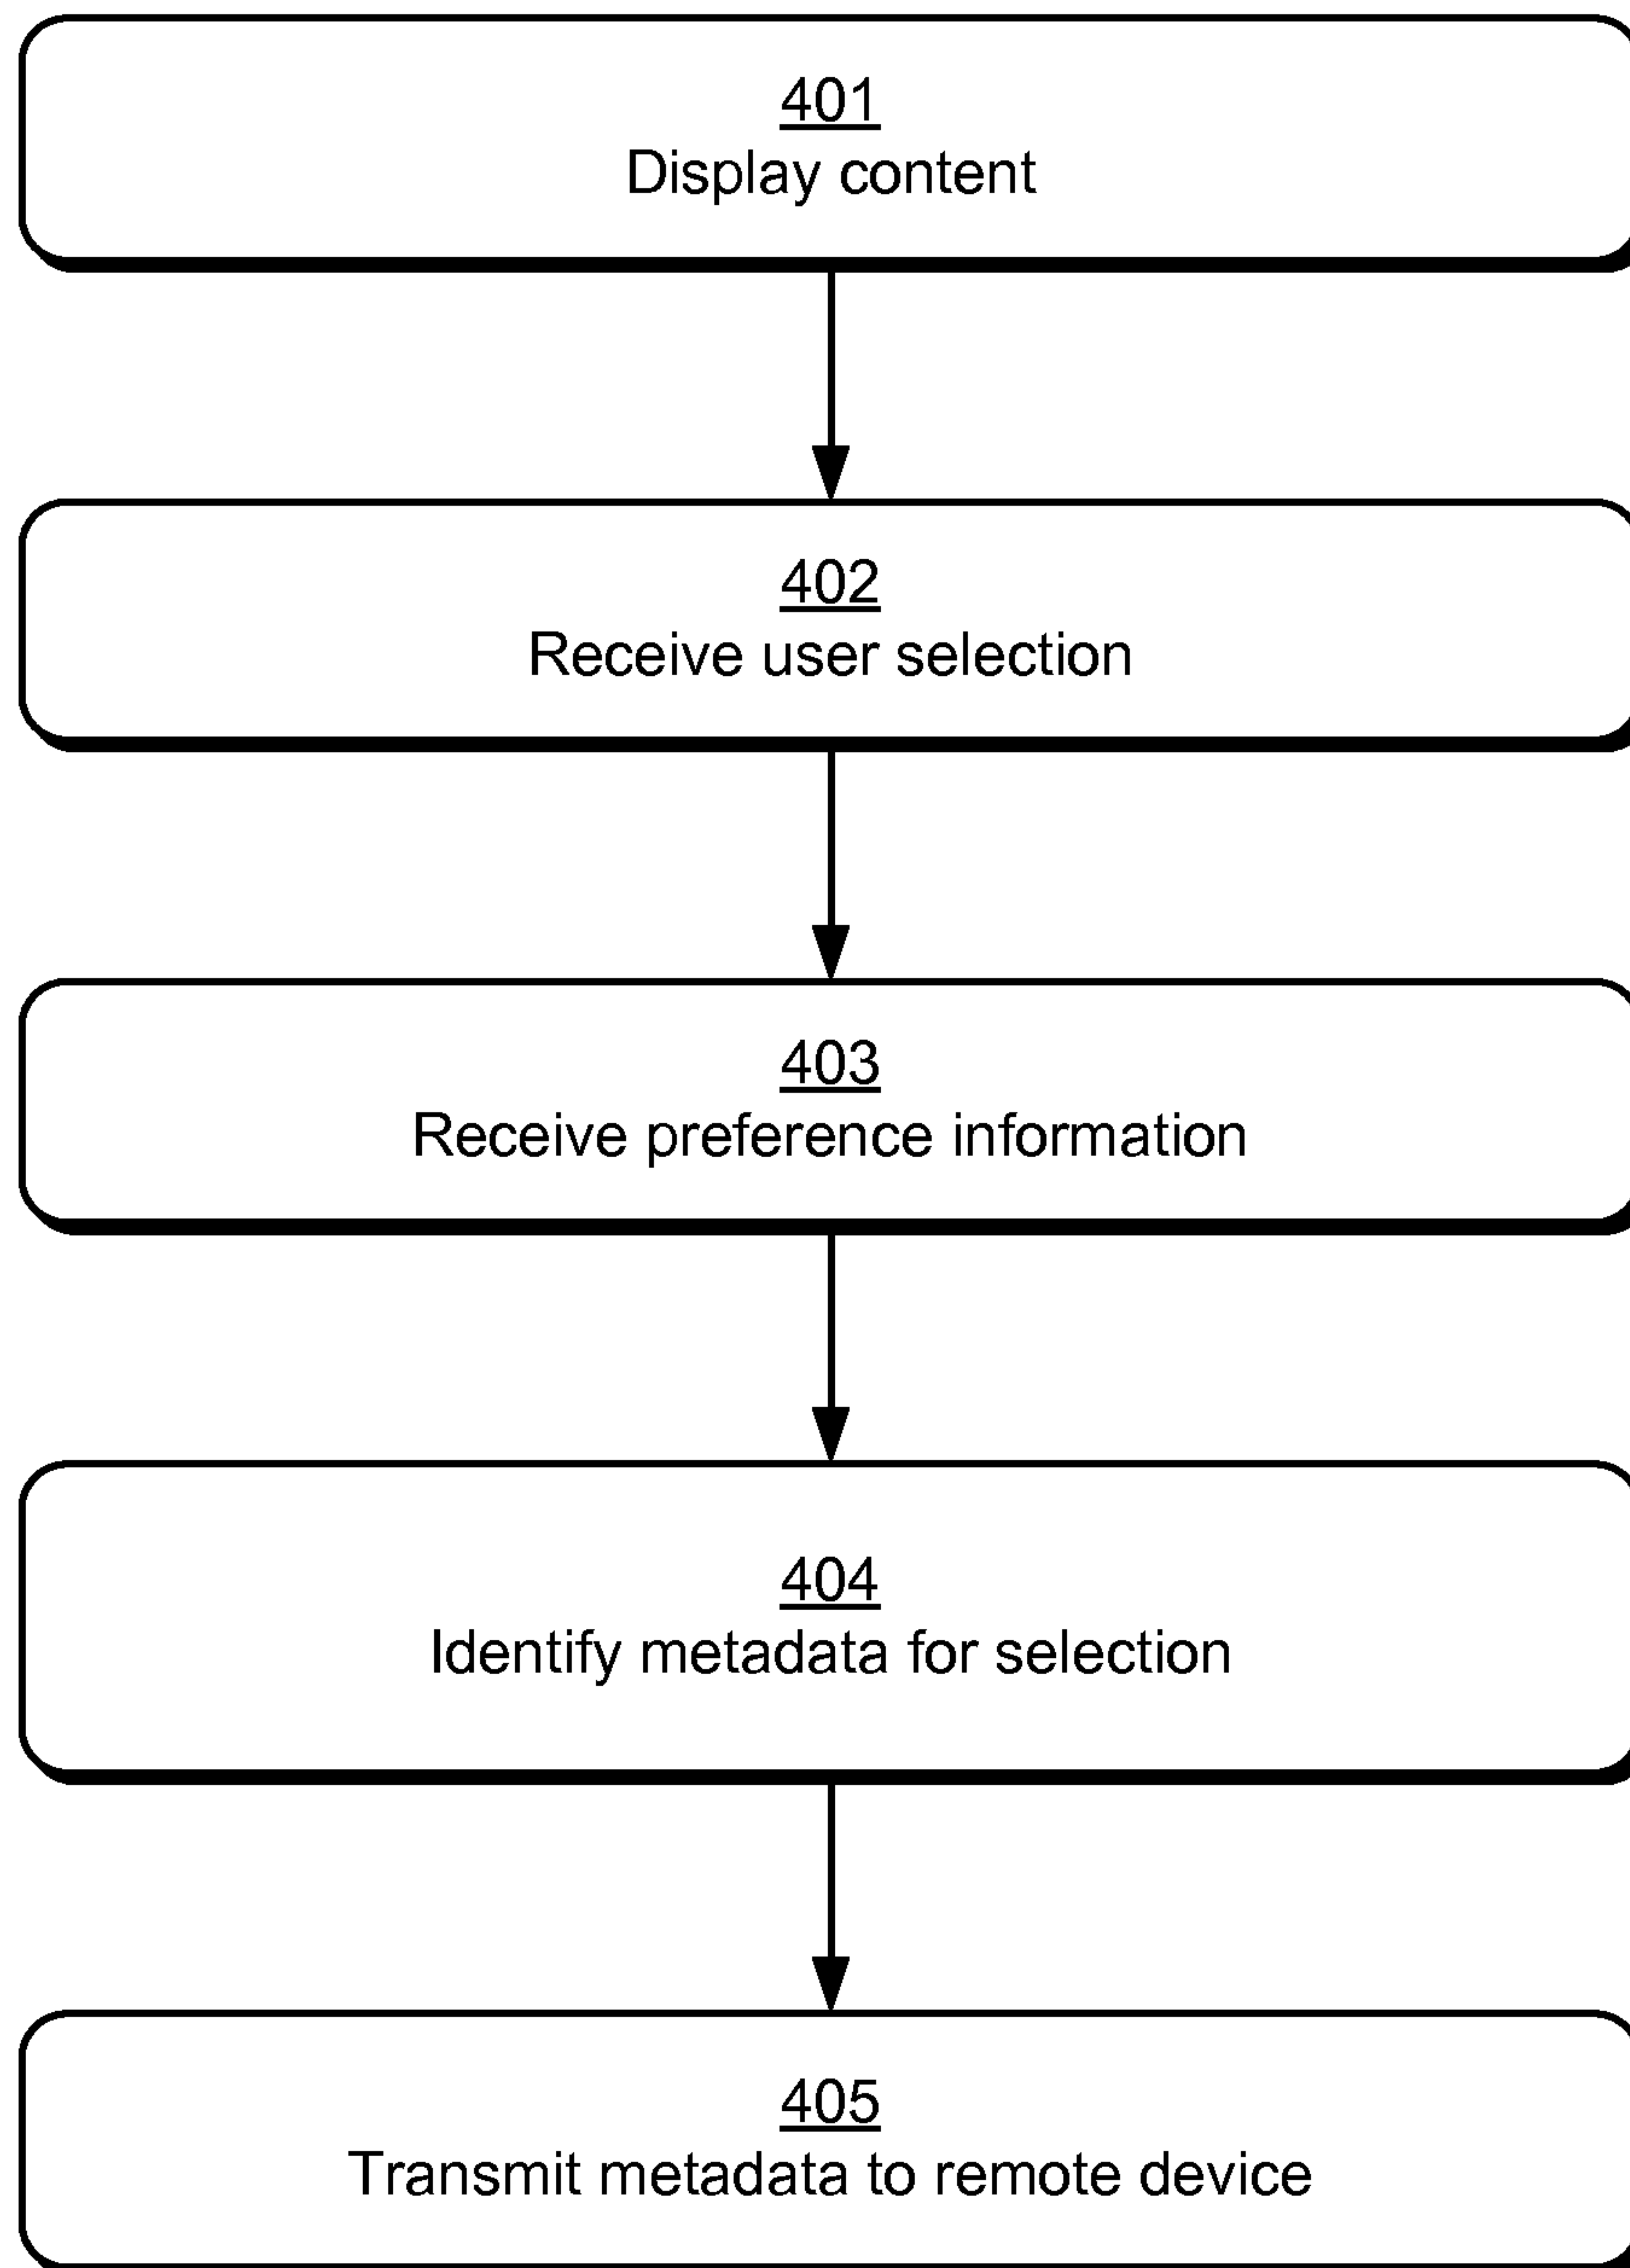 401
Display content
402
Receive user selection
403
Receive preference information
404
Identify metadata for selection
405
Transmit metadata to remote device